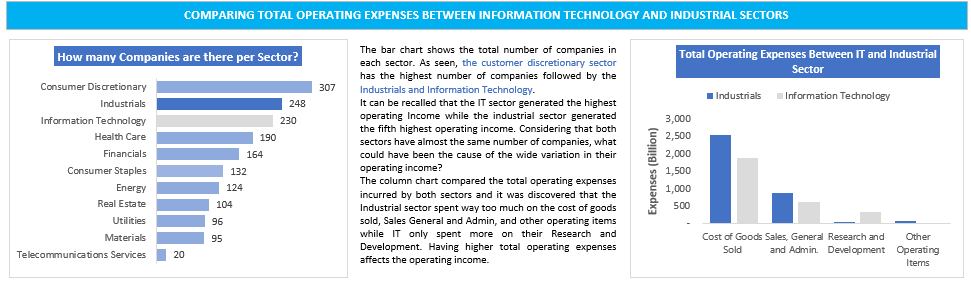 COMPARING TOTAL OPERATING EXPENSES BETWEEN INFORMATION TECHNOLOGY AND INDUSTRIAL SECTORS
How many Companies are there per Sector?
Consumer Discretionary 307
Industrials 248
Information Technology 230
Health Care 190
Financials 164
Consumer Staples 132
Energy 124
Real Estate 104
Utilities 96
Materials 95
Telecommunications Services 20
The bar chart shows the total number of companies in
each sector. As seen, the customer discretionary sector
has the highest number of companies followed by the
Industrials and Information Technology.
It can be recalled that the IT sector generated the highest
operating Income while the industrial sector generated
the fifth highest operating income. Considering that both
sectors have almost the same number of companies, what
could have been the cause of the wide variation in their
operating income?
The column chart compared the total operating expenses
incurred by both sectors and it was discovered that the
Industrial sector spent way too much on the cost of goods
sold, Sales General and Admin, and other operating items
while IT only spent more on their Research and
Development. Having higher total operating expenses
affects the operating income.
Total Operating Expenses Between IT and Industrial
Sector
Industrials Information Technology
Expenses (Billion)
3,000
2,500
2,000
1,500
1,000
500
-
Cost of Goods
Sold
Sales, General
and Admin.
Research and
Development
Other
Operating
Items